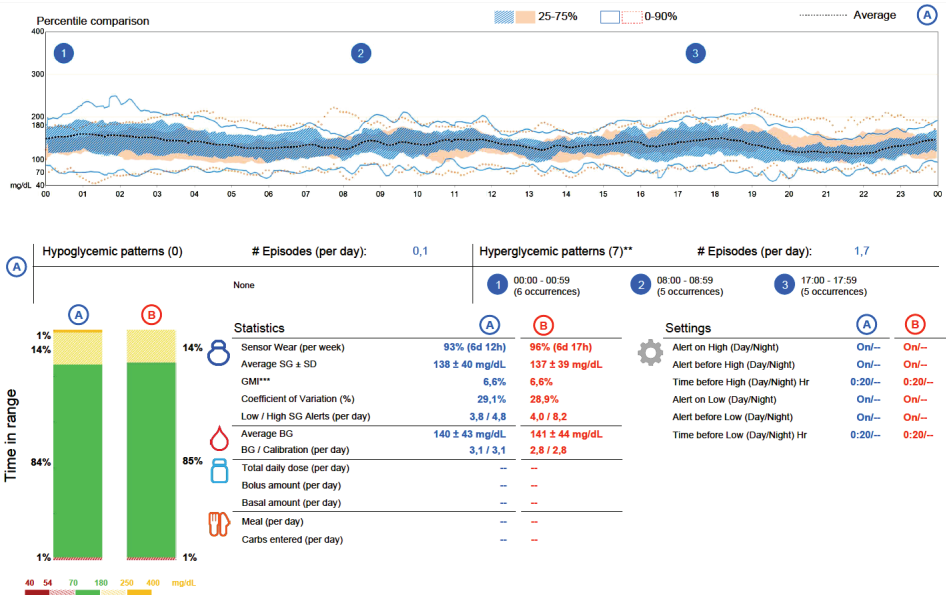 Percentile comparison
25-75%
0-90%
Average
A
400
300
200
180
100
70
40
mg/dL
1
2
3
00 01 02 03 04 05 06 07 08 09 10 11 12 13 14 15 16 17 18 19 20 21 22 23 00
A
Hypoglycemic patterns (0)
# Episodes (per day):
0,1
Hyperglycemic patterns (7)**
# Episodes (per day):
1,7
None
1
00:00 - 00:59
(6 occurrences)
2
08:00 - 08:59
(5 occurrences)
3
17:00 - 17:59
(5 occurrences)
Time in range
A
B
1%
14%
14%
84%
85%
1%
1%
40 54 70 180 250 400 mg/dL
Statistics A B
Sensor Wear (per week) 93% (6d 12h) 96% (6d 17h)
Average SG ± SD 138 ± 40 mg/dL 137 ± 39 mg/dL
GMI*** 6,6% 6,6%
Coefficient of Variation (%) 29,1% 28,9%
Low / High SG Alerts (per day) 3,8 / 4,8 4,0 / 8,2
Average BG 140 ± 43 mg/dL 141 ± 44 mg/dL
BG / Calibration (per day) 3,1 / 3,1 2,8 / 2,8
Total daily dose (per day) -- --
Bolus amount (per day) -- --
Basal amount (per day) -- --
Meal (per day) -- --
Carbs entered (per day) -- --
Settings A B
Alert on High (Day/Night) On/-- On/--
Alert before High (Day/Night) On/-- On/--
Time before High (Day/Night) Hr 0:20/-- 0:20/--
Alert on Low (Day/Night) On/-- On/--
Alert before Low (Day/Night) On/-- On/--
Time before Low (Day/Night) Hr 0:20/-- 0:20/--